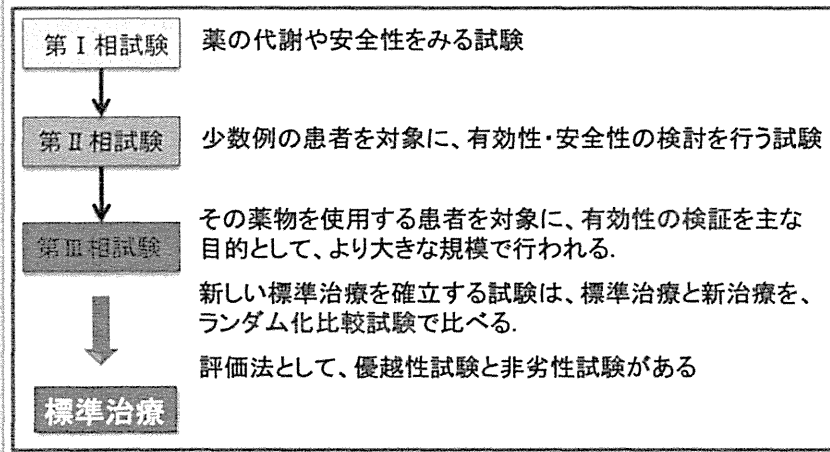 第Ⅰ相試験
薬の代謝や安全性をみる試験
第Ⅱ相試験
少数例の患者を対象に、有効性・安全性の検討を行う試験
第Ⅲ相試験
その薬物を使用する患者を対象に、有効性の検証を主な
目的として、より大きな規模で行われる.
新しい標準治療を確立する試験は、標準治療と新治療を、
ランダム化比較試験で比べる.
評価法として、優越性試験と非劣性試験がある
標準治療